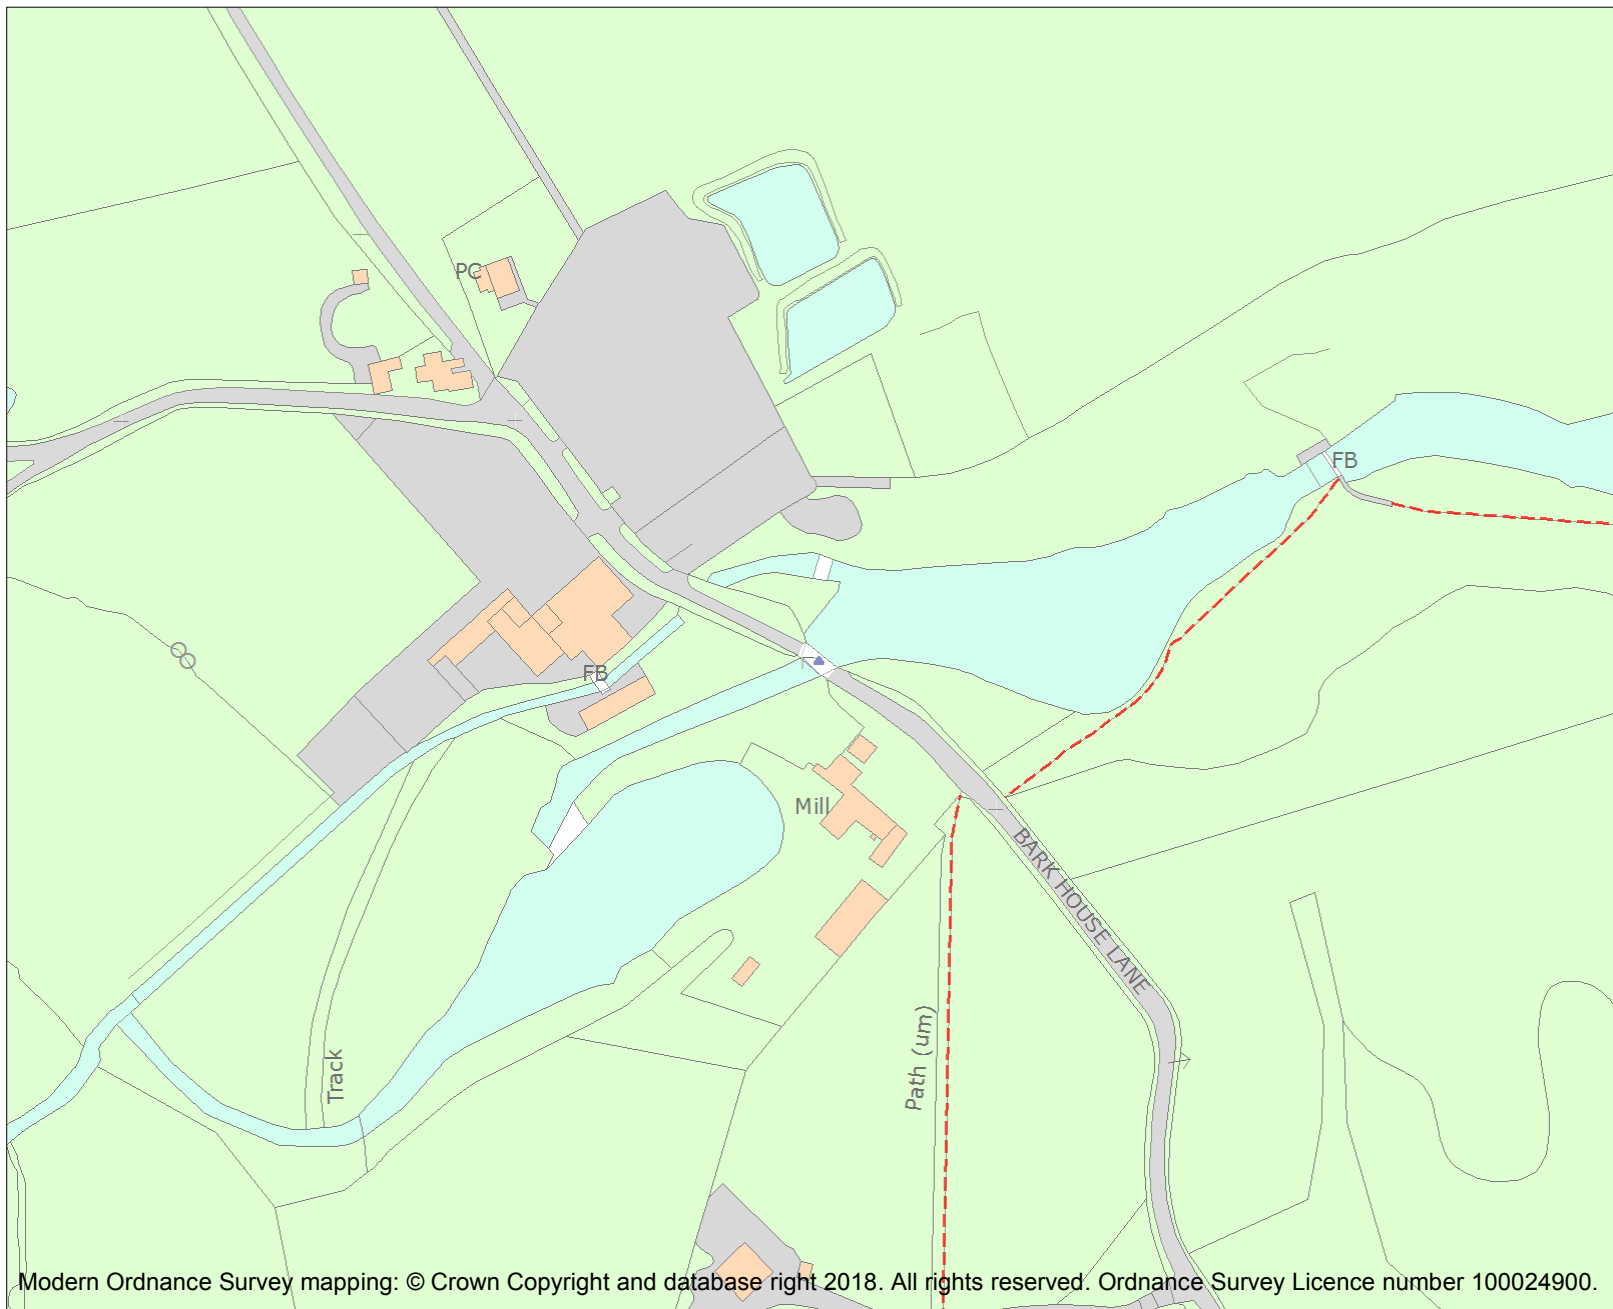 PC
FB
FB
Mill
BARK HOUSE LANE
Path (um)
Track
Modern Ordnance Survey mapping: © Crown Copyright and database right 2018. All rights reserved. Ordnance Survey Licence number 100024900.